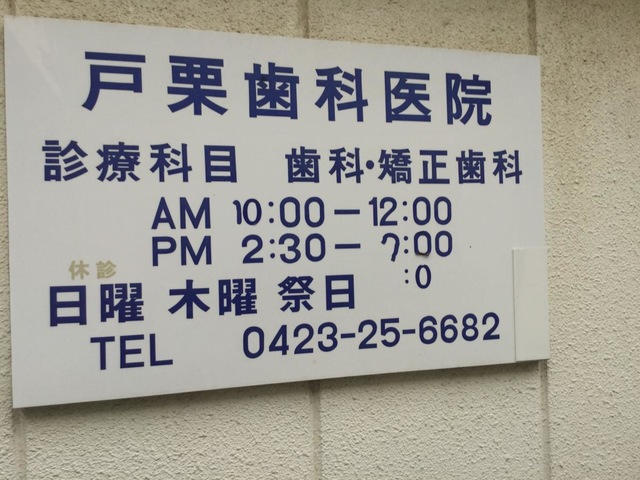 戸栗歯科医院
診療科目 歯科・矯正歯科
AM 10:00－12:00
PM 2:30－7:00
:0
休診
日曜 木曜 祭日
TEL 0423-25-6682